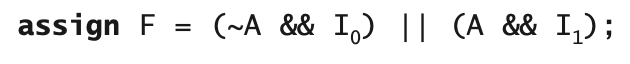 assign F = (~A && I₀) || (A && I₁);